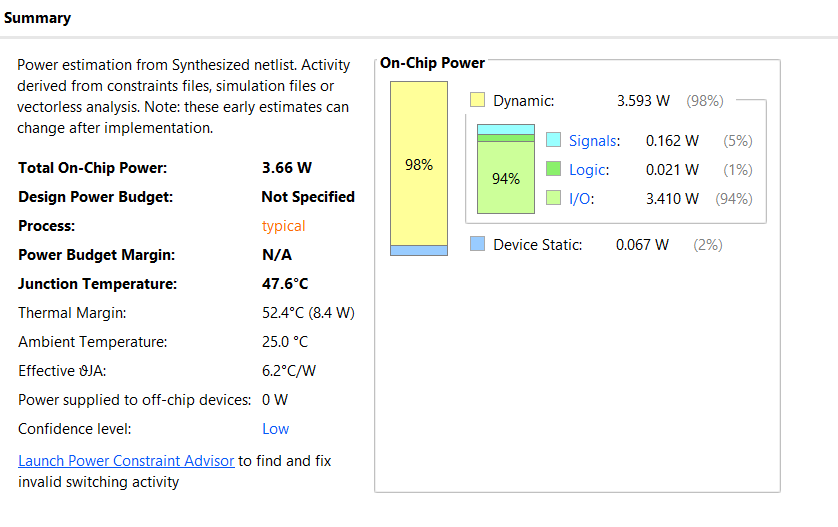 Summary
Power estimation from Synthesized netlist. Activity
derived from constraints files, simulation files or
vectorless analysis. Note: these early estimates can
change after implementation.
Total On-Chip Power: 3.66 W
Design Power Budget: Not Specified
Process: typical
Power Budget Margin: N/A
Junction Temperature: 47.6°C
Thermal Margin: 52.4°C (8.4 W)
Ambient Temperature: 25.0 °C
Effective ϑJA: 6.2°C/W
Power supplied to off-chip devices: 0 W
Confidence level: Low
Launch Power Constraint Advisor to find and fix
invalid switching activity
On-Chip Power
98%
Dynamic: 3.593 W (98%)
94%
Signals: 0.162 W (5%)
Logic: 0.021 W (1%)
I/O: 3.410 W (94%)
Device Static: 0.067 W (2%)